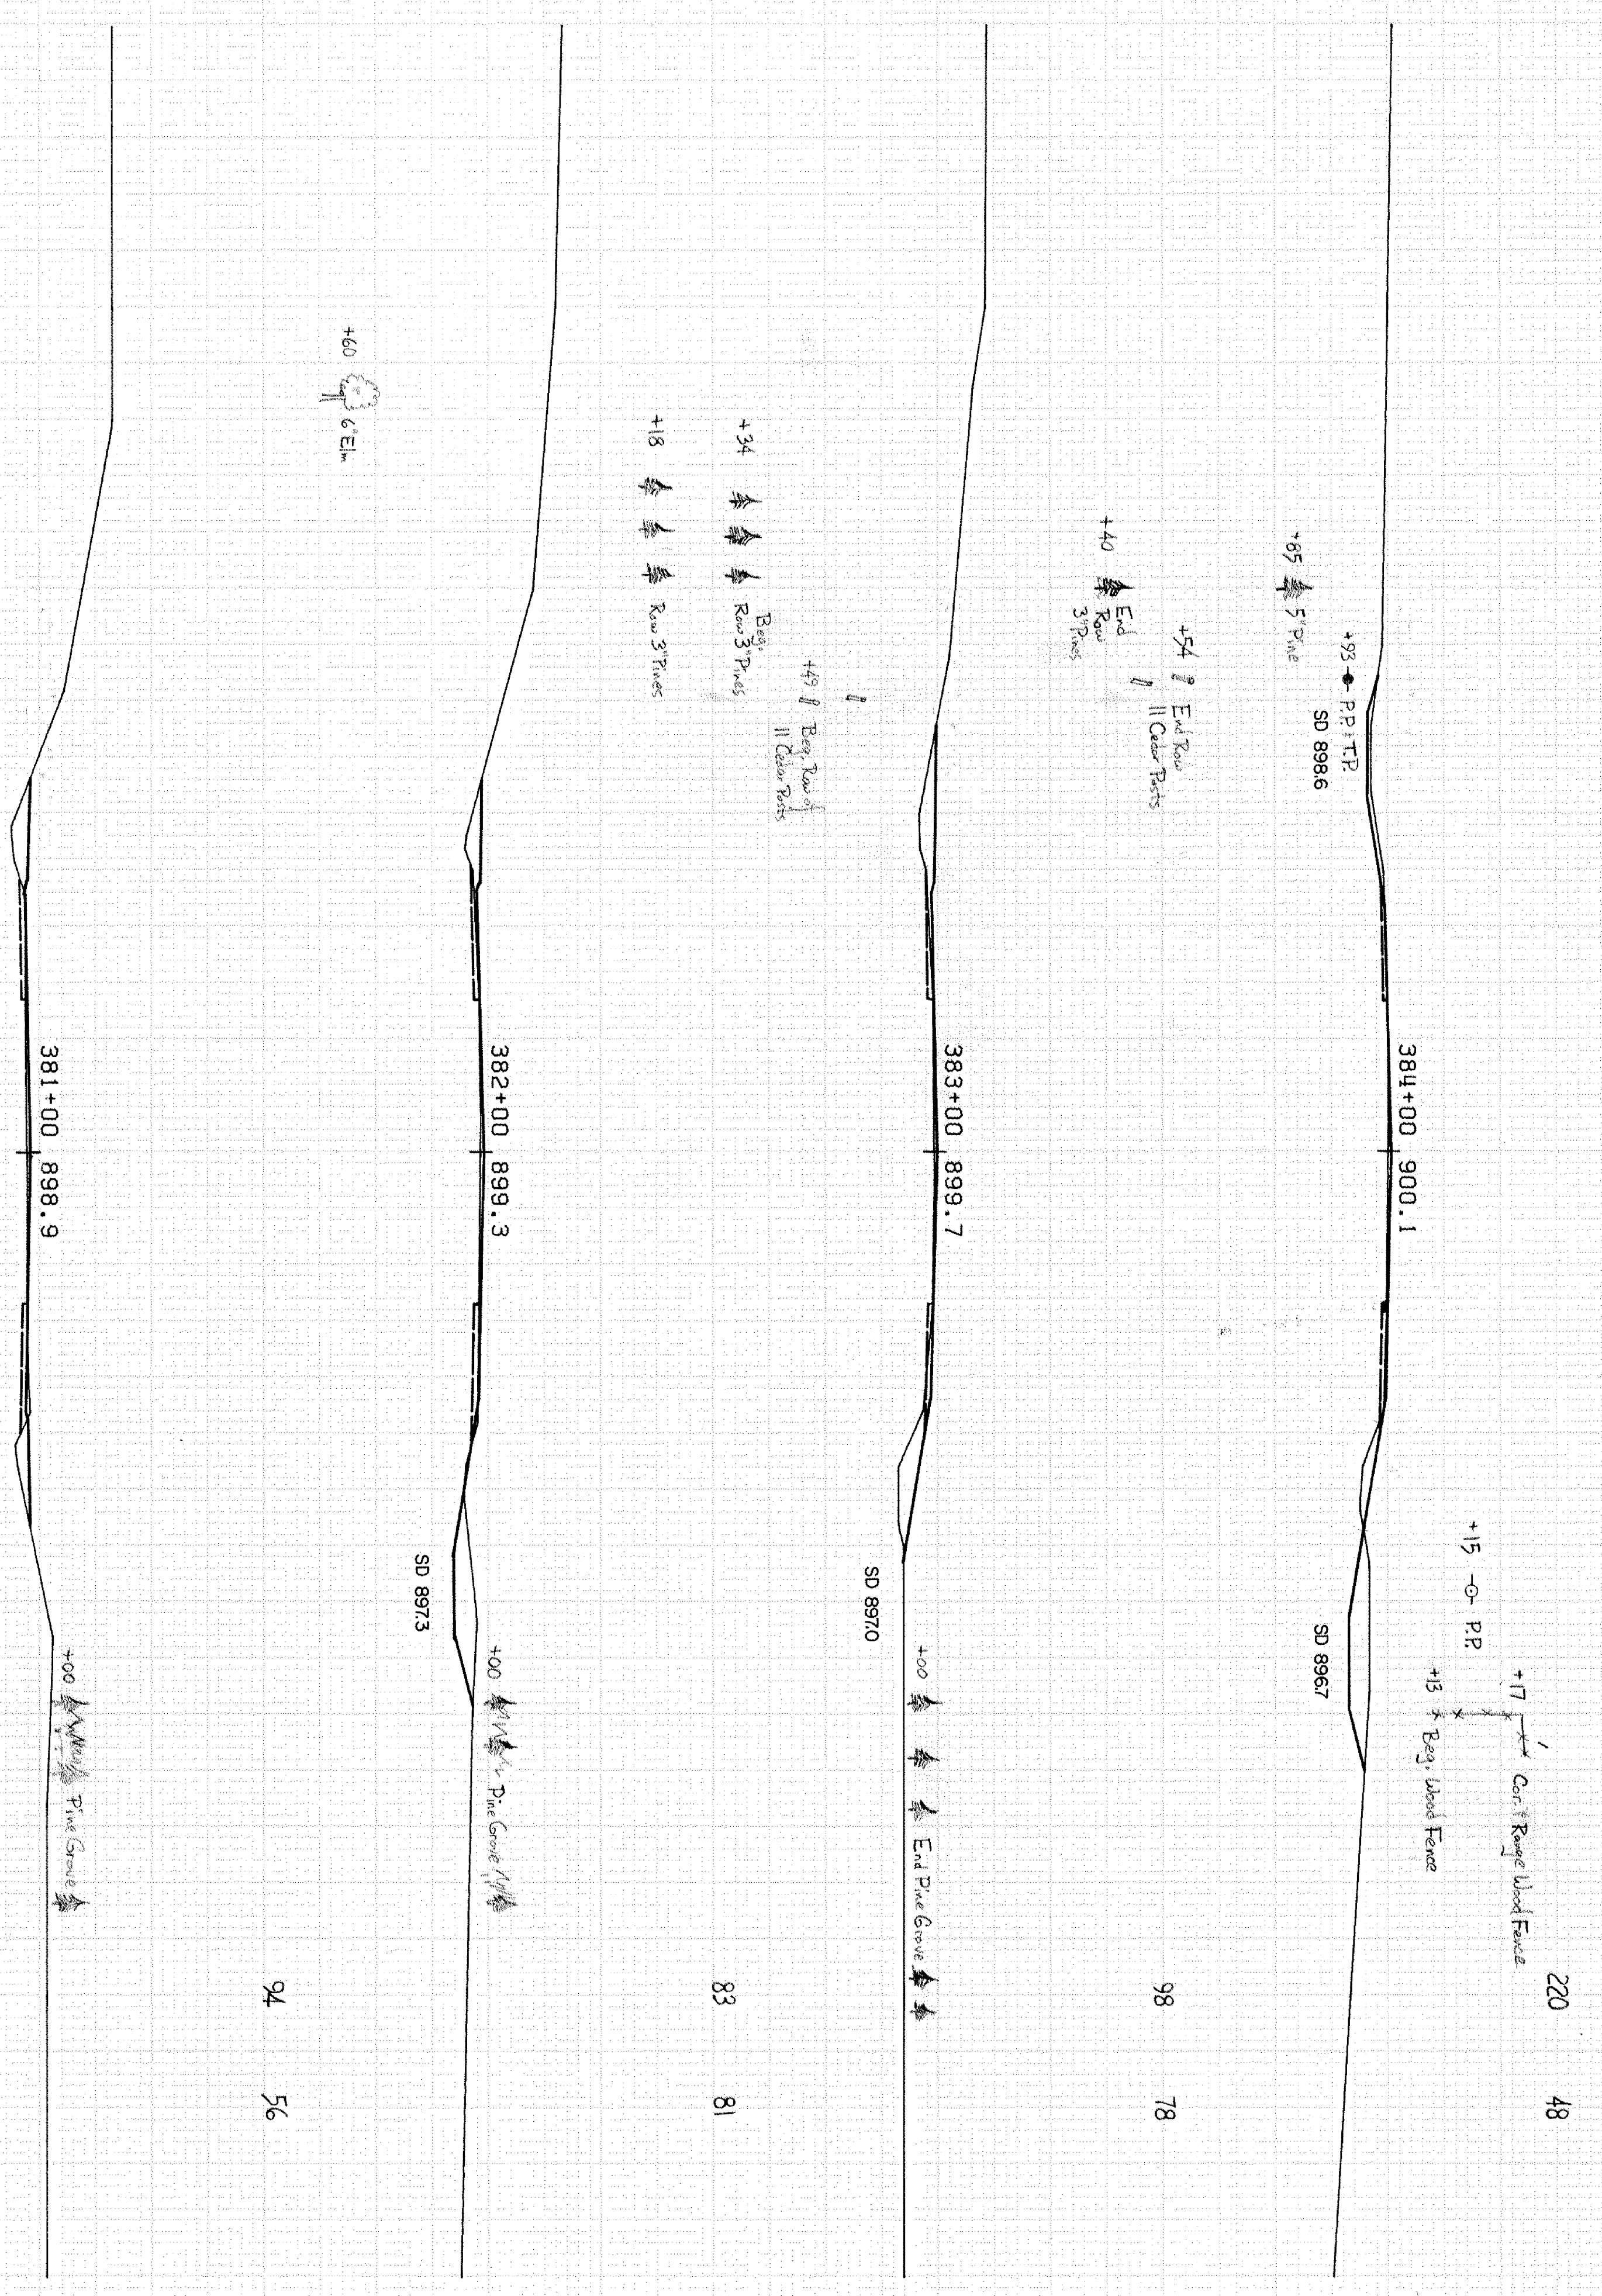 220 48
+17 Cor. & Range Wood Fence
+15 P.P.
+13 Beg. Wood Fence
384+00 900.1
+93 P.P. & T.P.
SD 898.6
SD 896.7
+85 5" Pine
+54 End Row
11 Cedar Posts
98 78
+40 End
Row
3" Pines
383+00 899.7
+00 End Pine Grove
SD 897.0
+49 Beg. Row of
11 Cedar Posts
+34 Beg.
Row 3" Pines
83 81
+18 Row 3" Pines
382+00 899.3
+00 Pine Grove
SD 897.3
+60 6" Elm
94 56
381+00 898.9
+00 Pine Grove